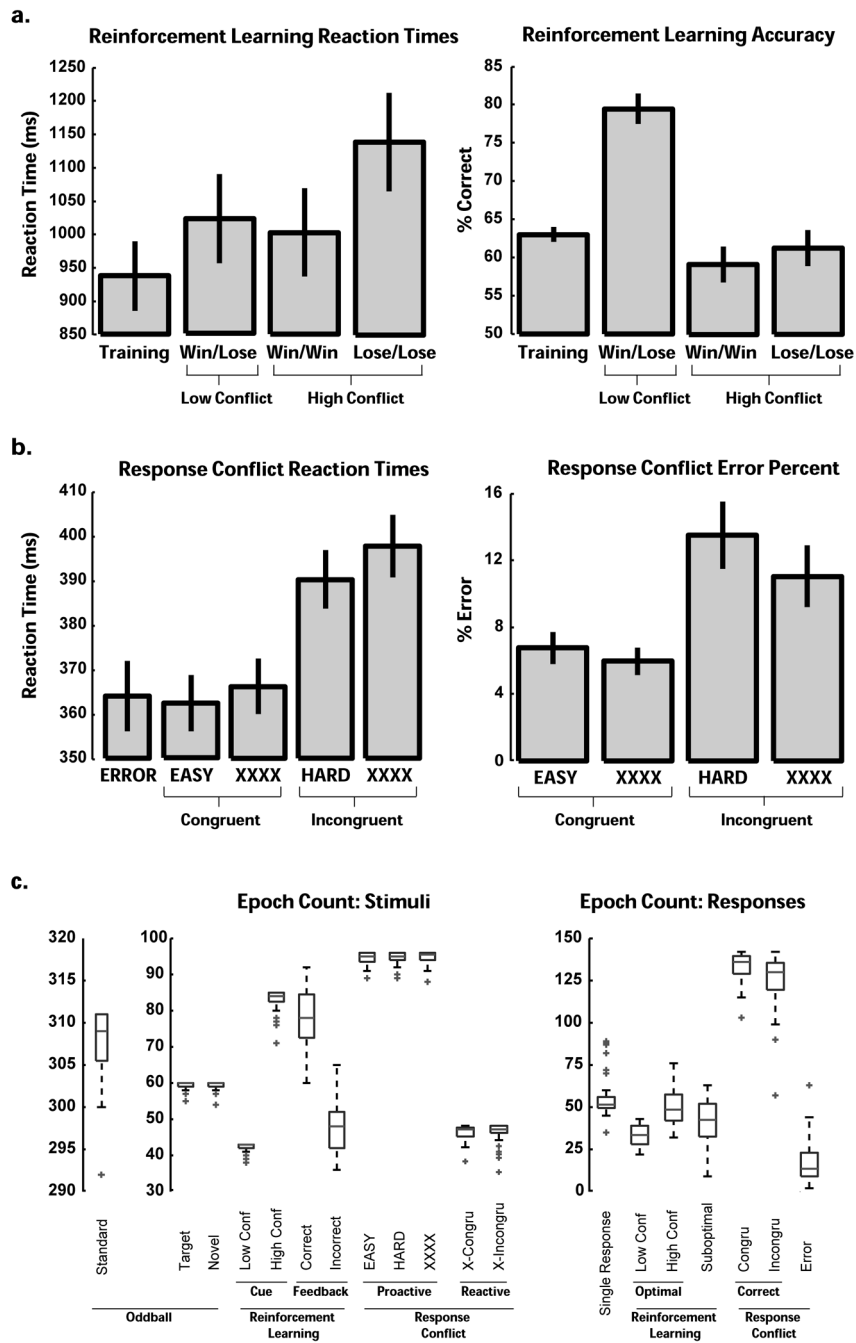 a.
Reinforcement Learning Reaction Times
Reaction Time (ms)
1250
1200
1150
1100
1050
1000
950
900
850
Training Win/Lose Win/Win Lose/Lose
Low Conflict High Conflict
Reinforcement Learning Accuracy
% Correct
85
80
75
70
65
60
55
50
Training Win/Lose Win/Win Lose/Lose
Low Conflict High Conflict
b.
Response Conflict Reaction Times
Reaction Time (ms)
410
400
390
380
370
360
350
ERROR EASY XXXX HARD XXXX
Congruent Incongruent
Response Conflict Error Percent
% Error
16
12
8
4
0
EASY XXXX HARD XXXX
Congruent Incongruent
c.
Epoch Count: Stimuli
320
317
315
312
310
307
305
302
300
297
295
292
290
100
90
80
70
60
50
40
30
Standard
Target
Novel
Low Conf
High Conf
Correct
Incorrect
EASY
HARD
XXXX
X-Congru
X-Incongru
Cue Feedback Proactive Reactive
Oddball Reinforcement Learning Response Conflict
Epoch Count: Responses
150
125
100
75
50
25
0
Single Response
Low Conf
High Conf
Suboptimal
Congru
Incongru
Error
Optimal Correct
Reinforcement Learning Response Conflict